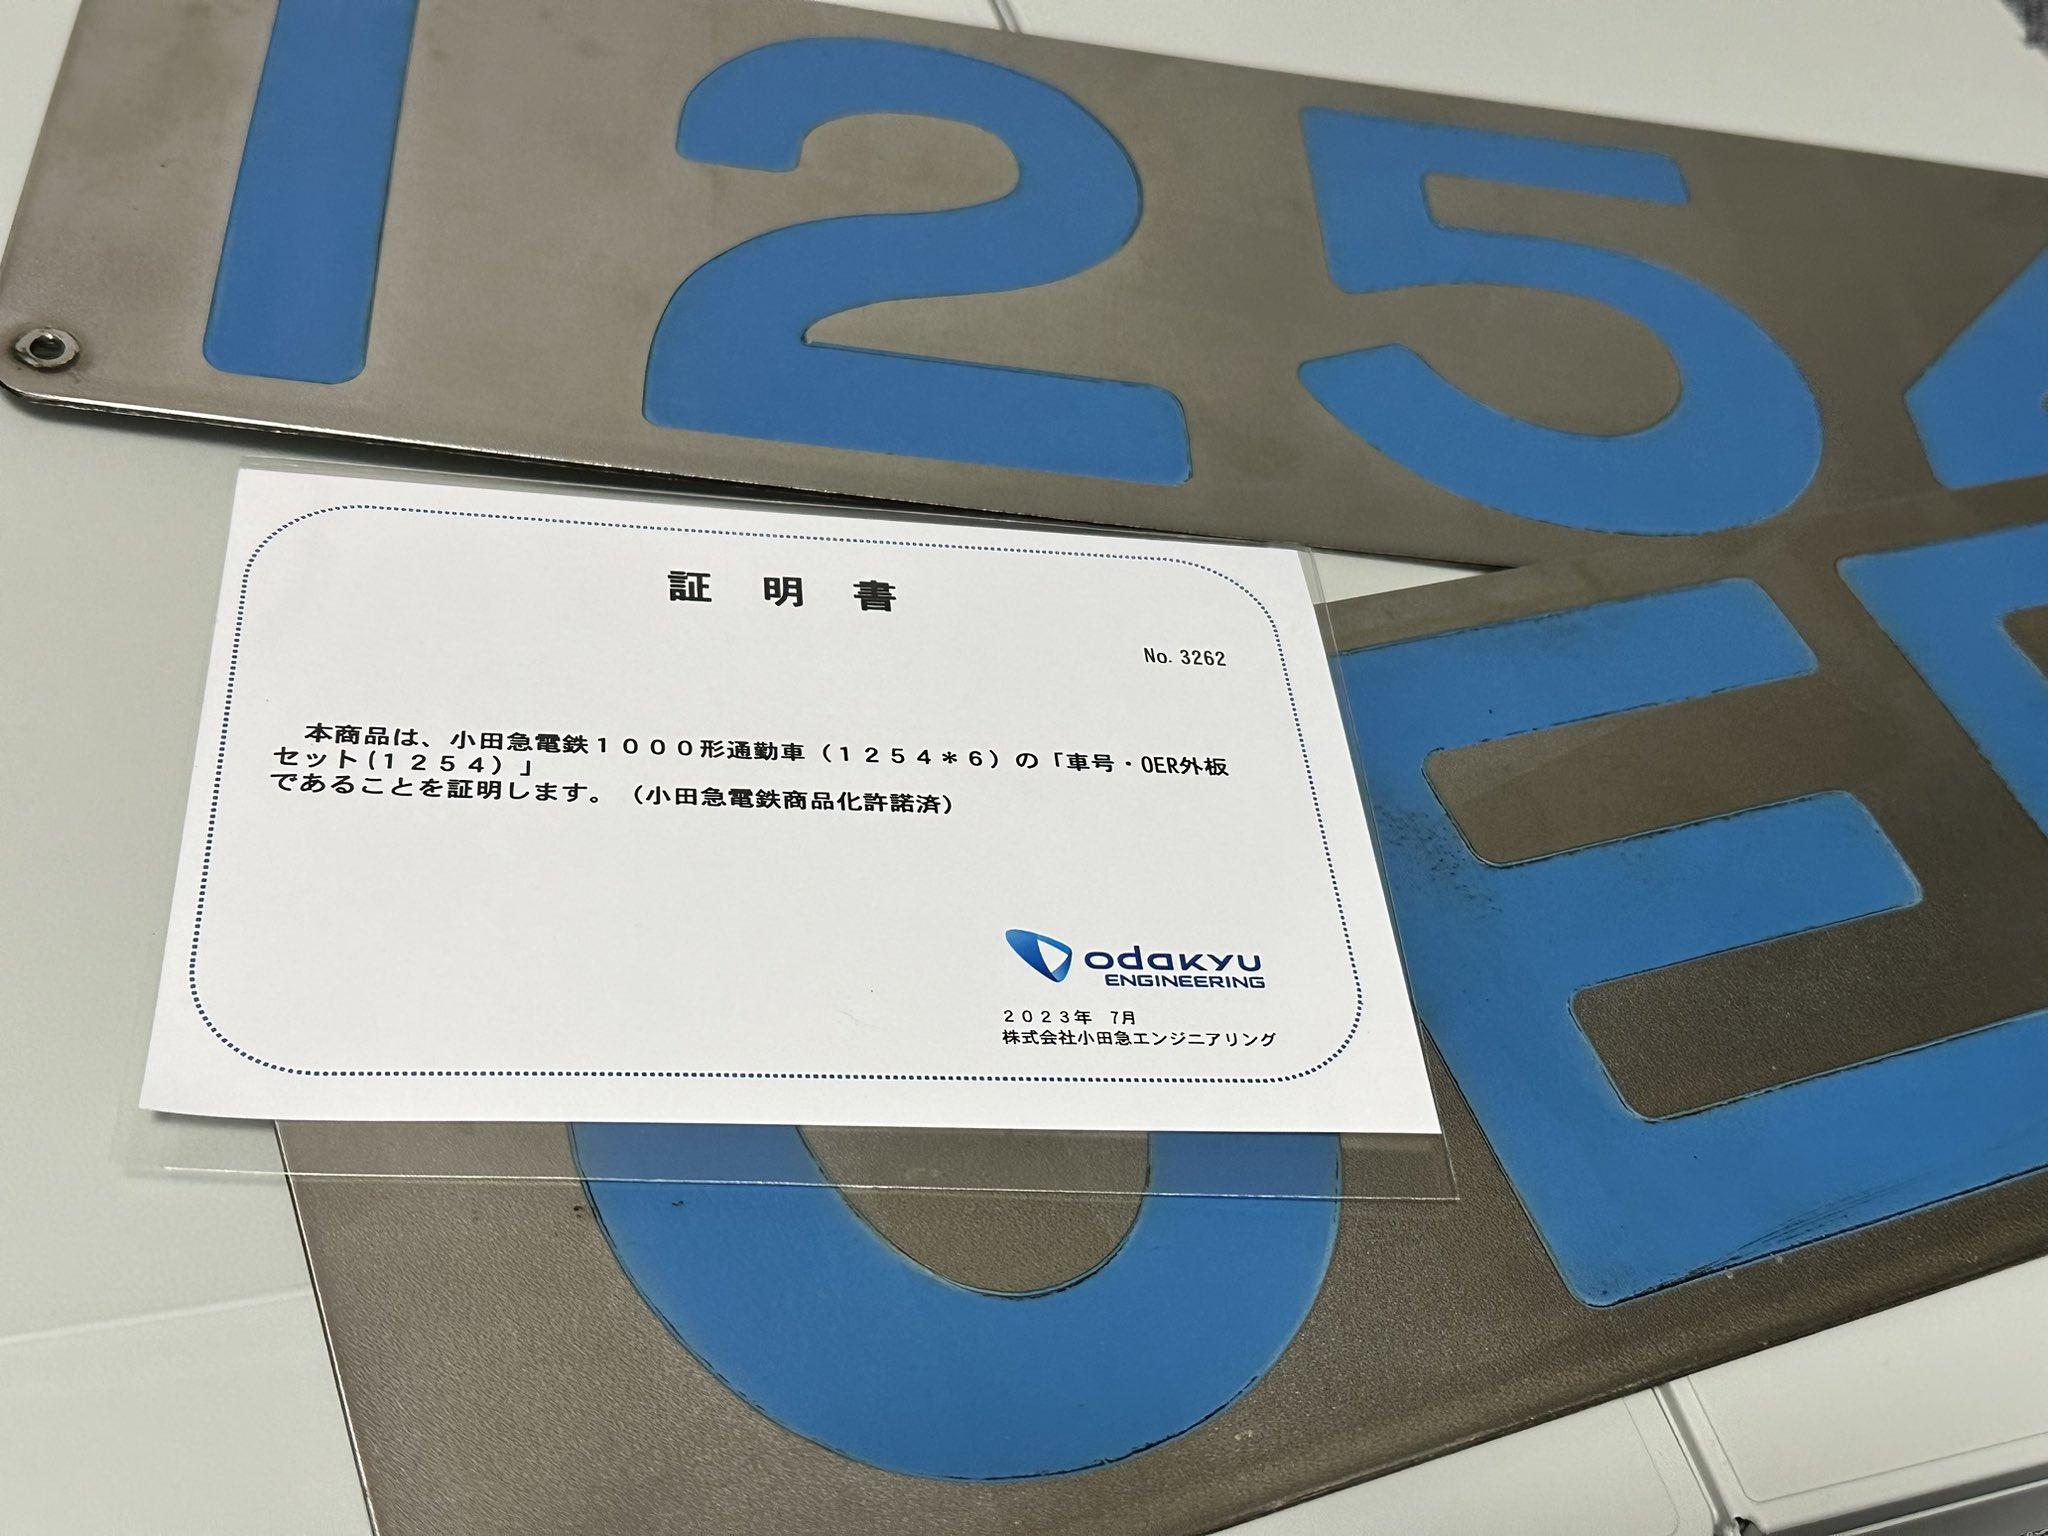 1254
証 明 書
No. 3262
本商品は、小田急電鉄１０００形通勤車（１２５４＊６）の「車号・OER外板
セット(１２５４）」
であることを証明します。（小田急電鉄商品化許諾済）
odakyu
ENGINEERING
２０２３年　7月
株式会社小田急エンジニアリング
OER